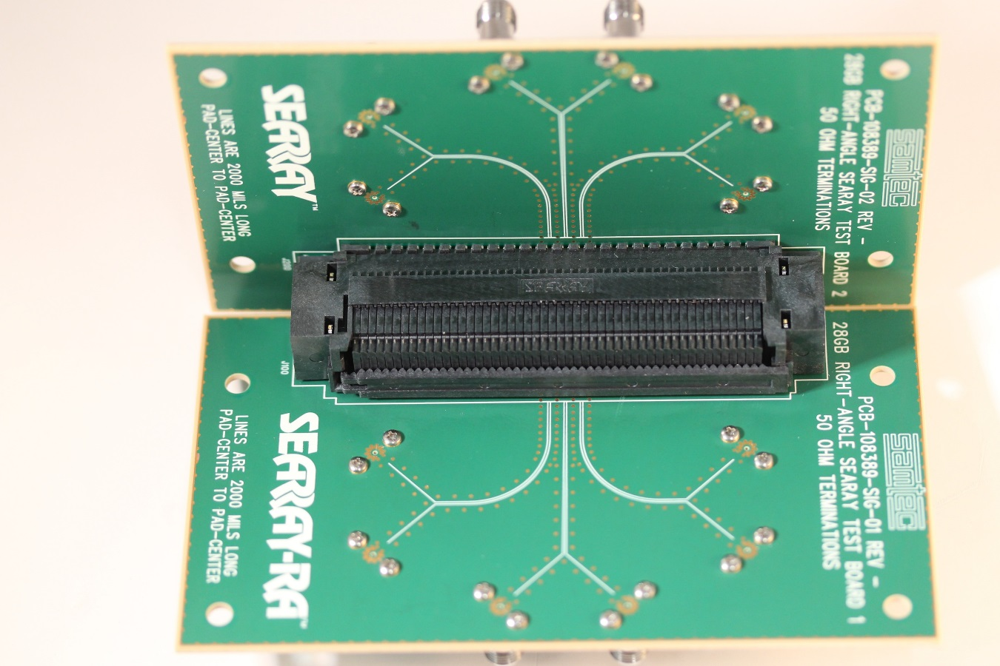 samtec
PCB-108389-SIG-02 REV -
28GB RIGHT-ANGLE SEARAY TEST BOARD 2
50 OHM TERMINATIONS
SEARAY™
LINES ARE 2000 MILS LONG
PAD-CENTER TO PAD-CENTER
SEARAY
J100
samtec
PCB-108389-SIG-01 REV -
28GB RIGHT-ANGLE SEARAY TEST BOARD 1
50 OHM TERMINATIONS
SEARAY-RA™
LINES ARE 2000 MILS LONG
PAD-CENTER TO PAD-CENTER